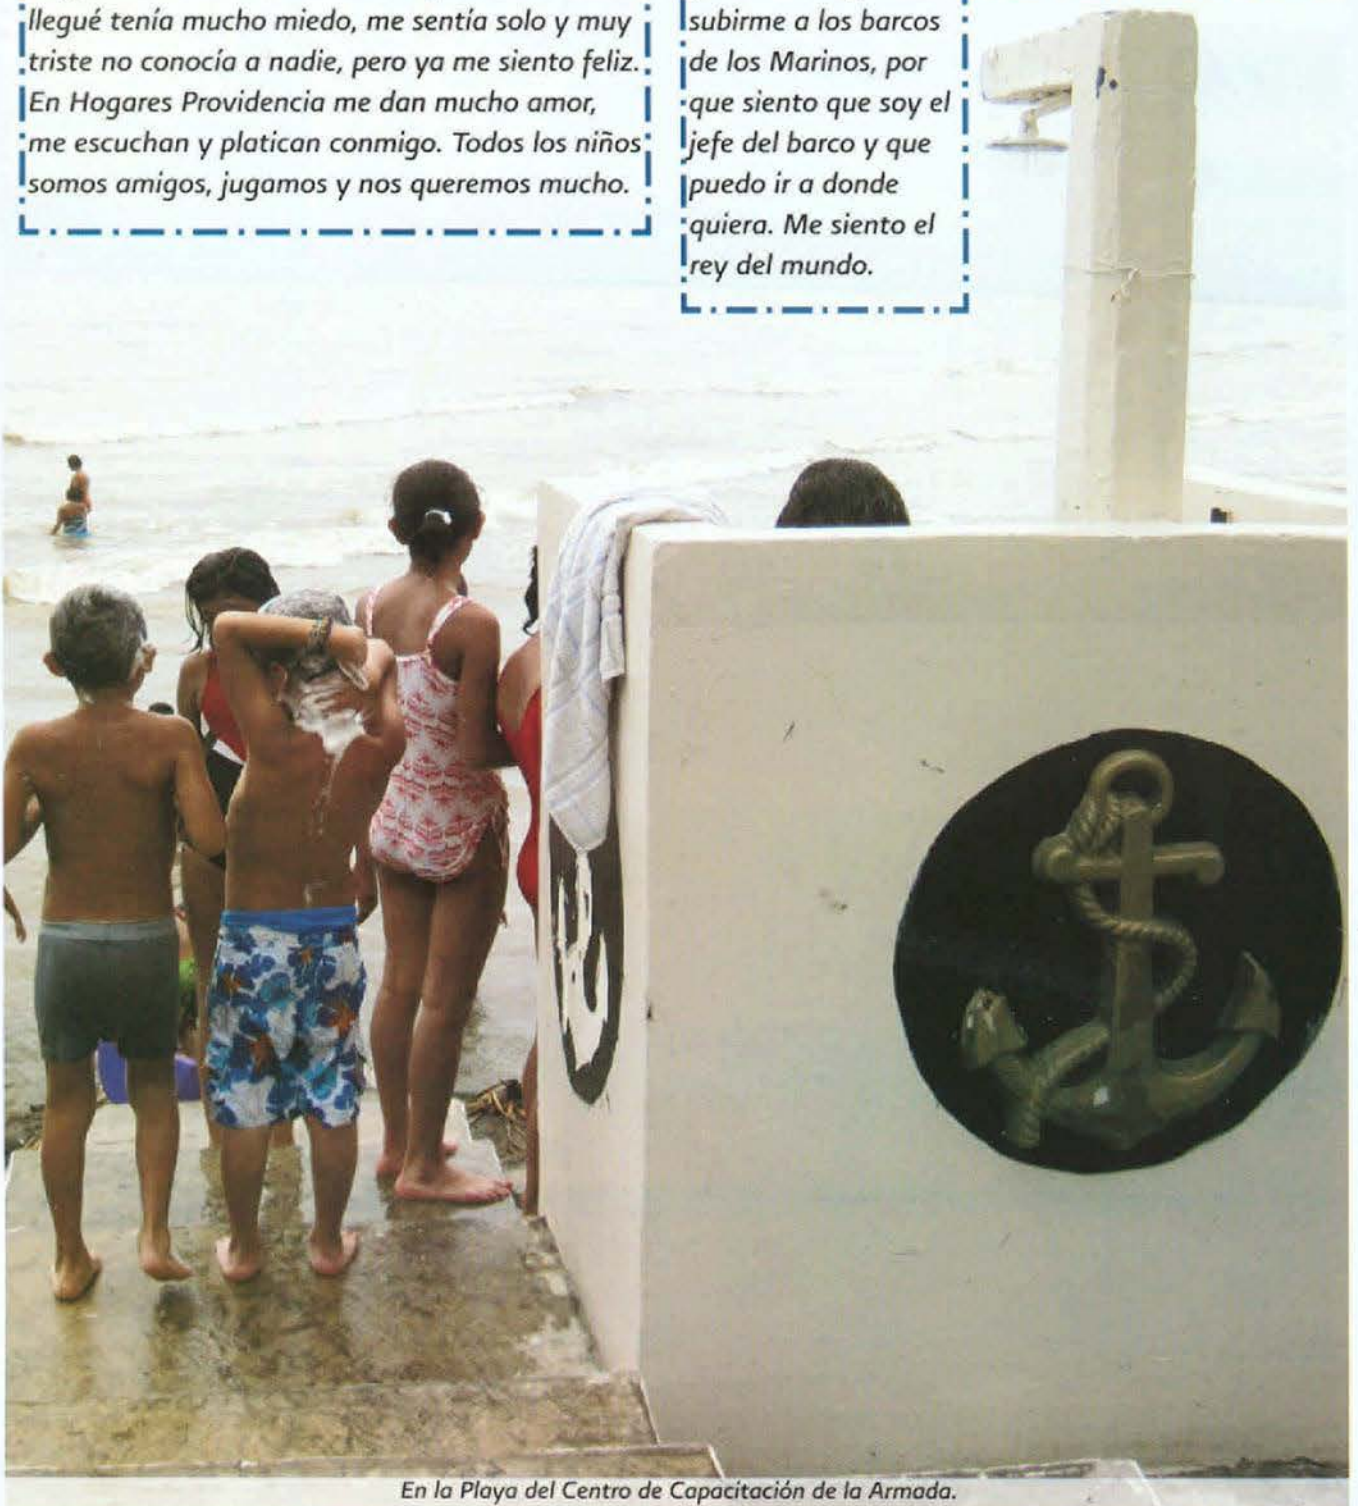 llegué tenía mucho miedo, me sentía solo y muy
triste no conocía a nadie, pero ya me siento feliz.
En Hogares Providencia me dan mucho amor,
me escuchan y platican conmigo. Todos los niños
somos amigos, jugamos y nos queremos mucho.
subirme a los barcos
de los Marinos, por
que siento que soy el
jefe del barco y que
puedo ir a donde
quiera. Me siento el
rey del mundo.
En la Playa del Centro de Capacitación de la Armada.